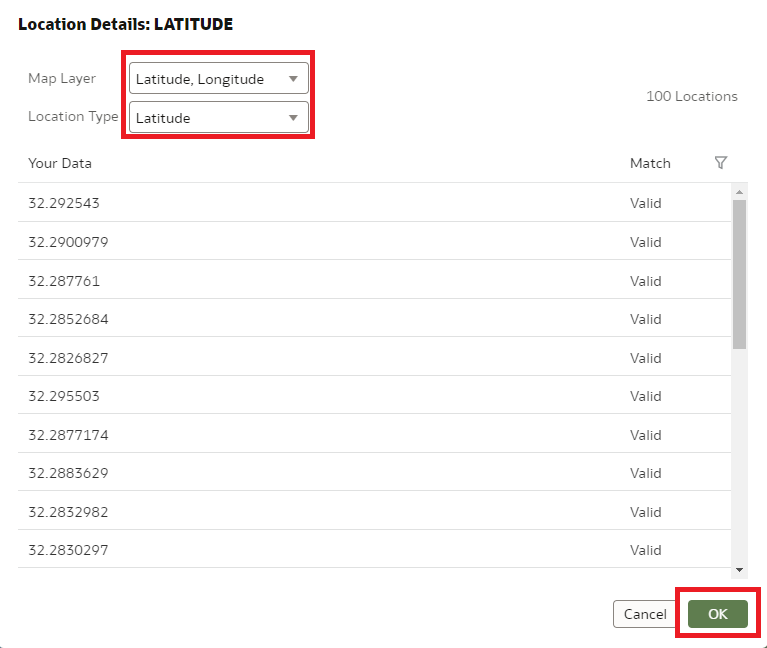 Location Details: LATITUDE
Map Layer Latitude, Longitude
100 Locations
Location Type Latitude
Your Data Match
32.292543 Valid
32.2900979 Valid
32.287761 Valid
32.2852684 Valid
32.2826827 Valid
32.295503 Valid
32.2877174 Valid
32.2883629 Valid
32.2832982 Valid
32.2830297 Valid
Cancel OK